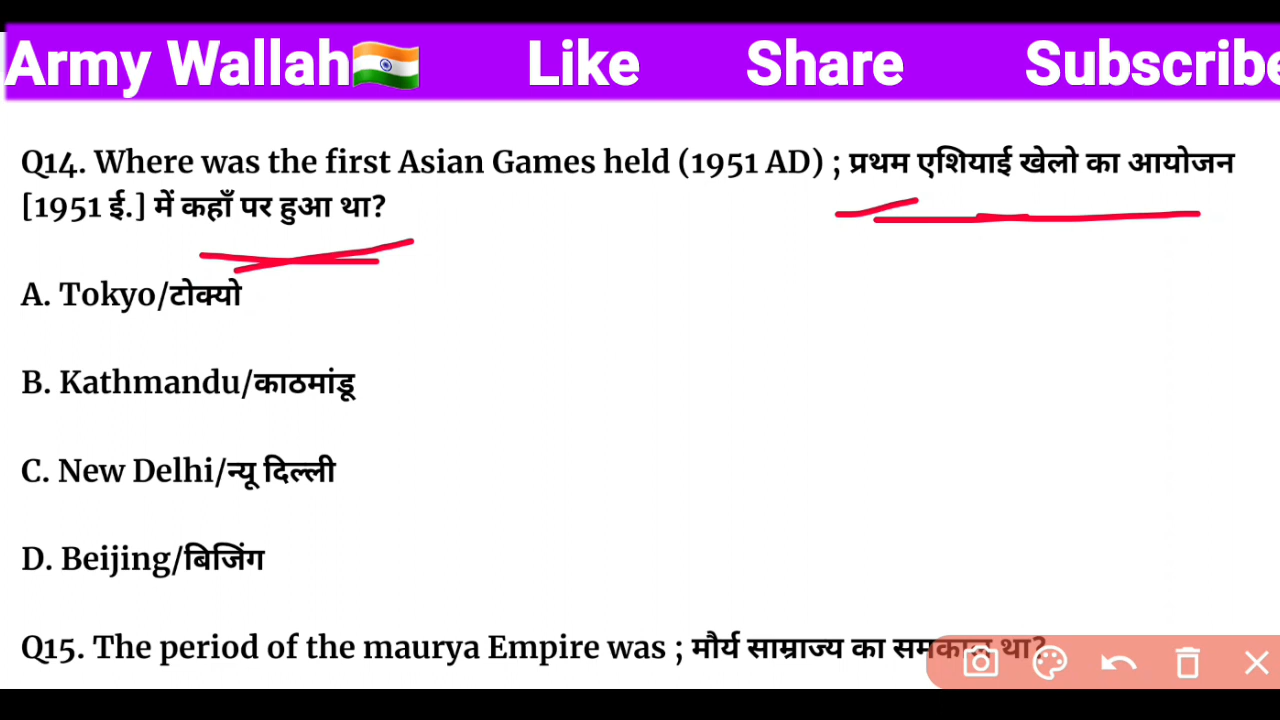 Army Wallah🇮🇳 Like Share Subscribe
Q14. Where was the first Asian Games held (1951 AD) ; प्रथम एशियाई खेलो का आयोजन
[1951 ई.] में कहाँ पर हुआ था?
A. Tokyo/टोक्यो
B. Kathmandu/काठमांडू
C. New Delhi/न्यू दिल्ली
D. Beijing/बिजिंग
Q15. The period of the maurya Empire was ; मौर्य साम्राज्य का समकाल था?